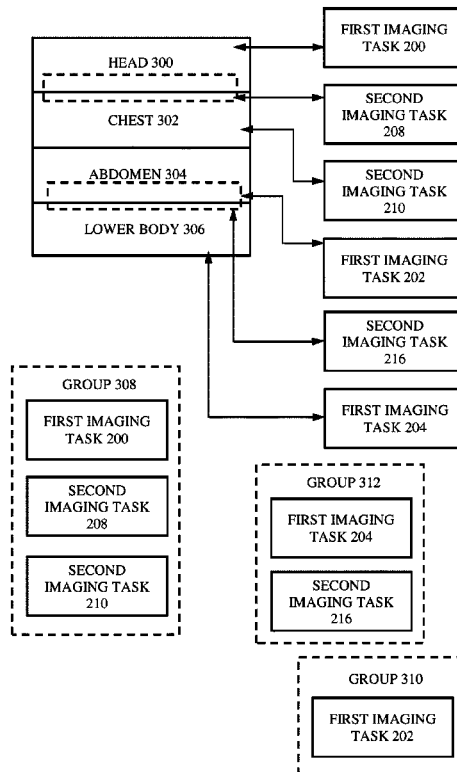 HEAD 300
CHEST 302
ABDOMEN 304
LOWER BODY 306
FIRST IMAGING
TASK 200
SECOND
IMAGING TASK
208
SECOND
IMAGING TASK
210
FIRST IMAGING
TASK 202
SECOND
IMAGING TASK
216
FIRST IMAGING
TASK 204
GROUP 308
FIRST IMAGING
TASK 200
SECOND
IMAGING TASK
208
SECOND
IMAGING TASK
210
GROUP 312
FIRST IMAGING
TASK 204
SECOND
IMAGING TASK
216
GROUP 310
FIRST IMAGING
TASK 202